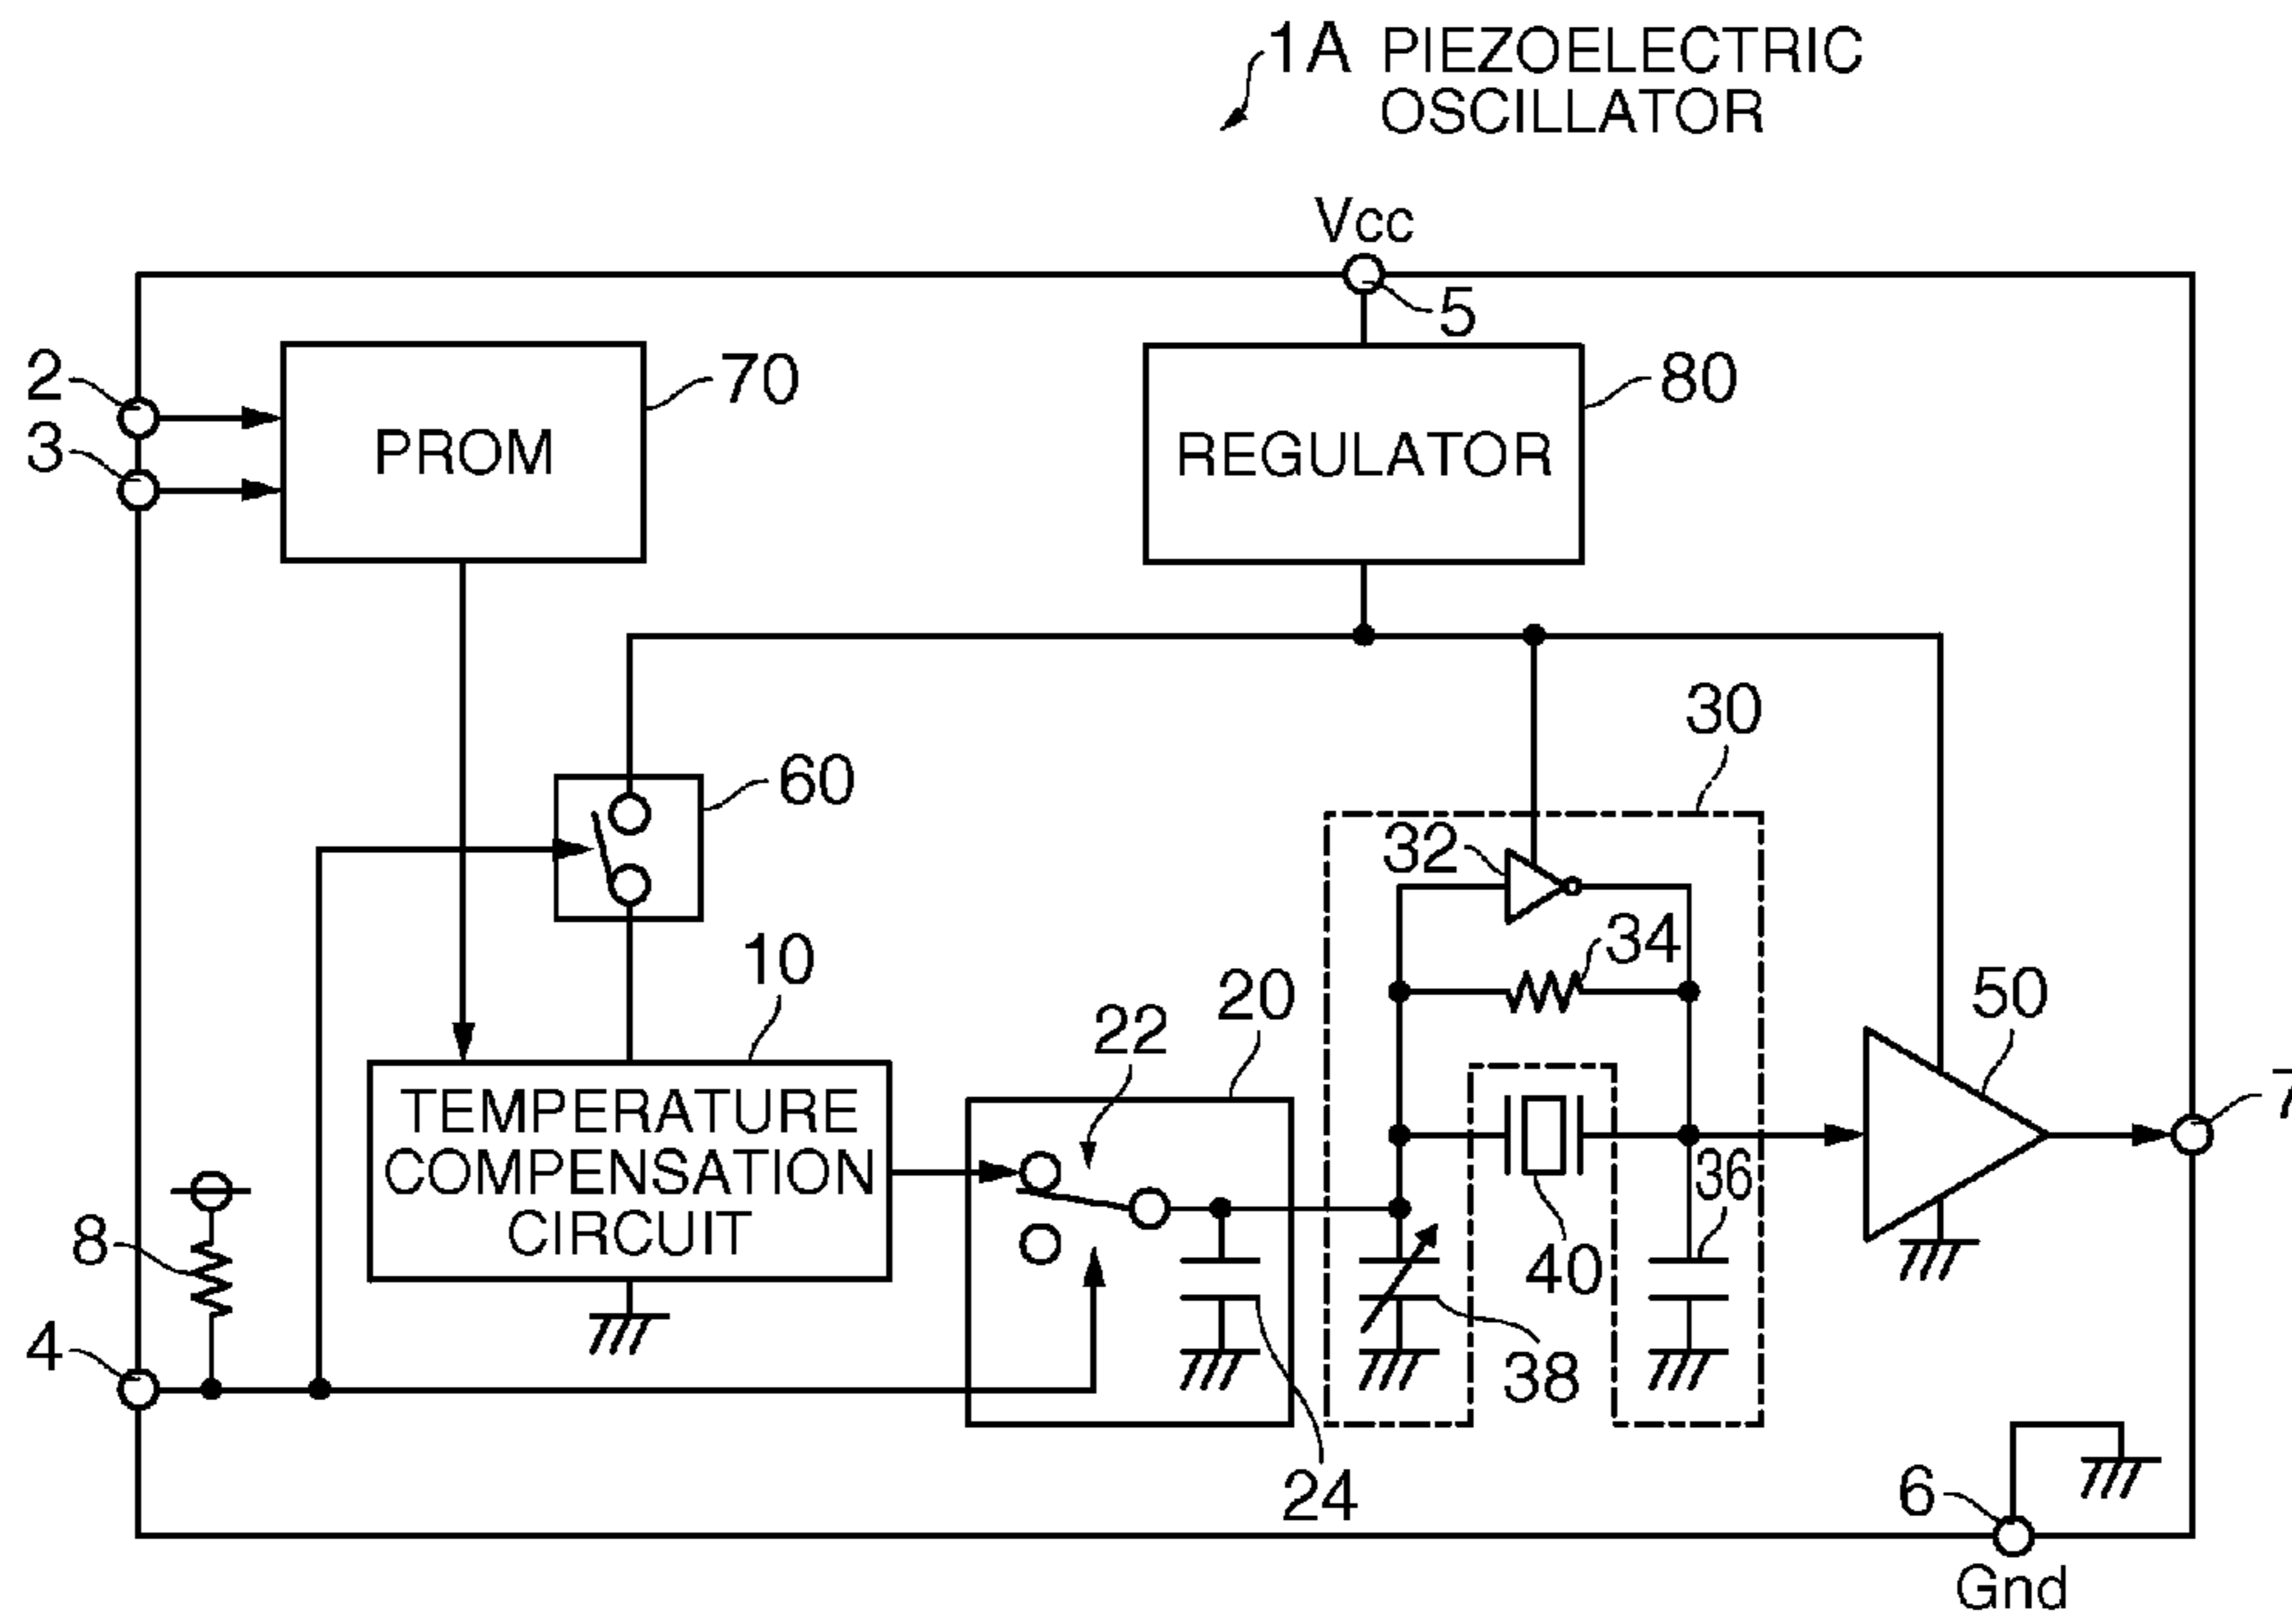 1A PIEZOELECTRIC
OSCILLATOR
Vcc
5
2
3
PROM
70
REGULATOR
80
30
60
32
34
10
20
22
50
7
TEMPERATURE
COMPENSATION
CIRCUIT
36
40
8
38
4
24
6
Gnd